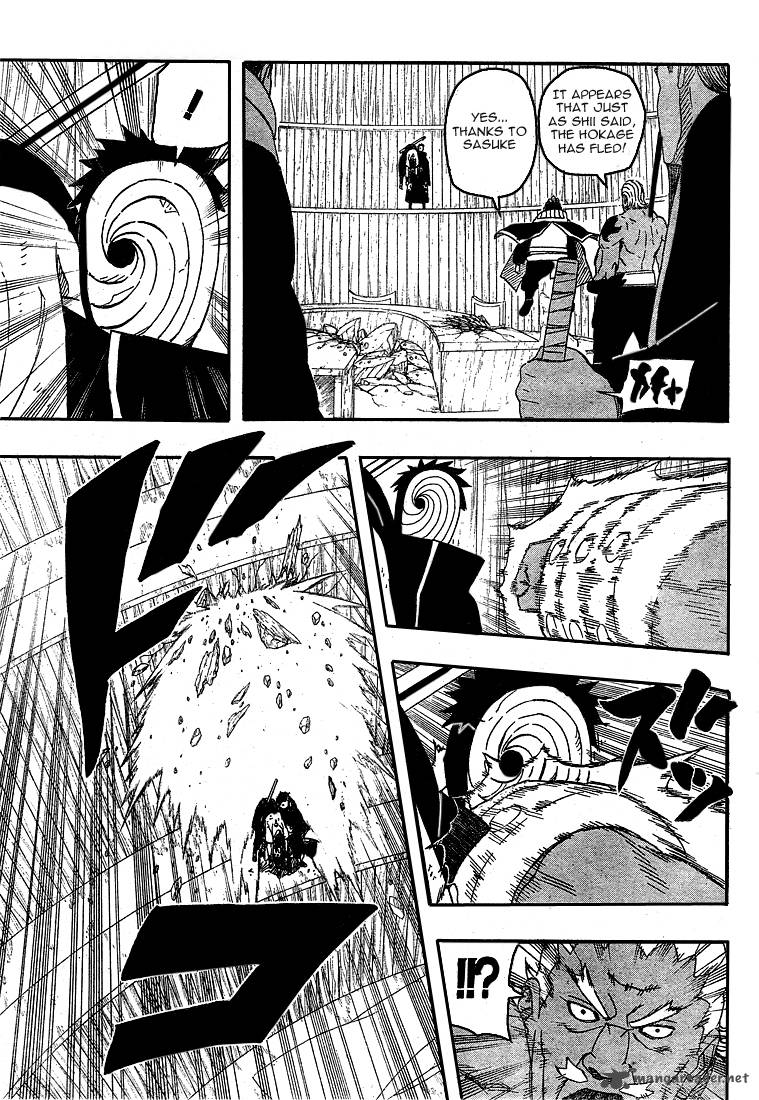 IT APPEARS
THAT JUST
AS SHII SAID,
THE HOKAGE
HAS FLED!
YES...
THANKS TO
SASUKE
ガチャ
!
ズッ
ドゴ
!!?
mangareader.net